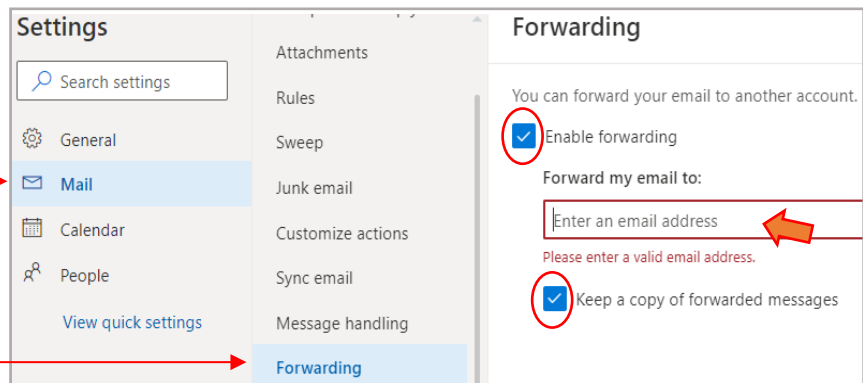 Settings
Search settings
General
Mail
Calendar
People
View quick settings
Attachments
Rules
Sweep
Junk email
Customize actions
Sync email
Message handling
Forwarding
Forwarding
You can forward your email to another account.
Enable forwarding
Forward my email to:
Enter an email address
Please enter a valid email address.
Keep a copy of forwarded messages